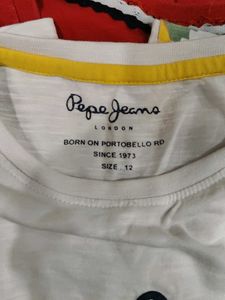 Pepe Jeans
LONDON
BORN ON PORTOBELLO RD
SINCE 1973
SIZE 12